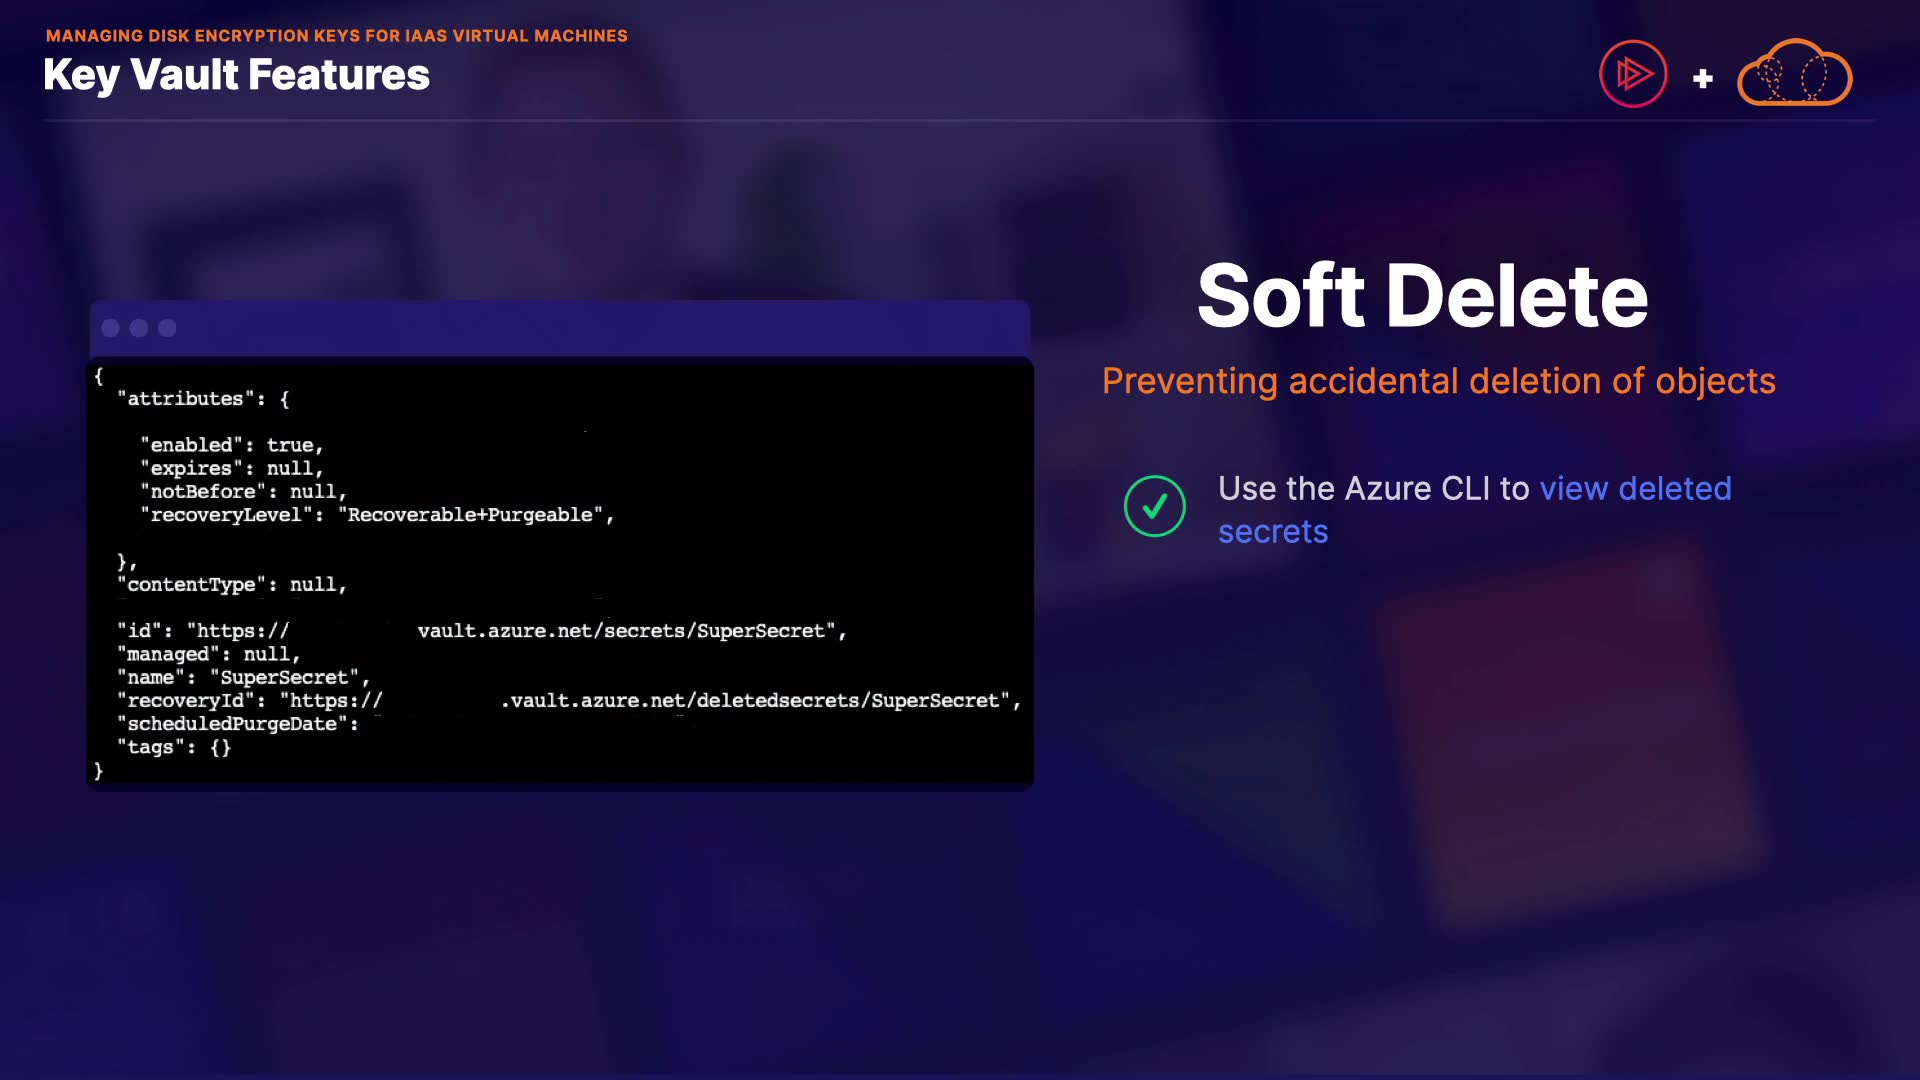 MANAGING DISK ENCRYPTION KEYS FOR IAAS VIRTUAL MACHINES
Key Vault Features
+
{
"attributes": {
"enabled": true,
"expires": null,
"notBefore": null,
"recoveryLevel": "Recoverable+Purgeable",
},
"contentType": null,
"id": "https:// vault.azure.net/secrets/SuperSecret",
"managed": null,
"name": "SuperSecret",
"recoveryId": "https:// .vault.azure.net/deletedsecrets/SuperSecret",
"scheduledPurgeDate":
"tags": {}
}
Soft Delete
Preventing accidental deletion of objects
Use the Azure CLI to view deleted
secrets